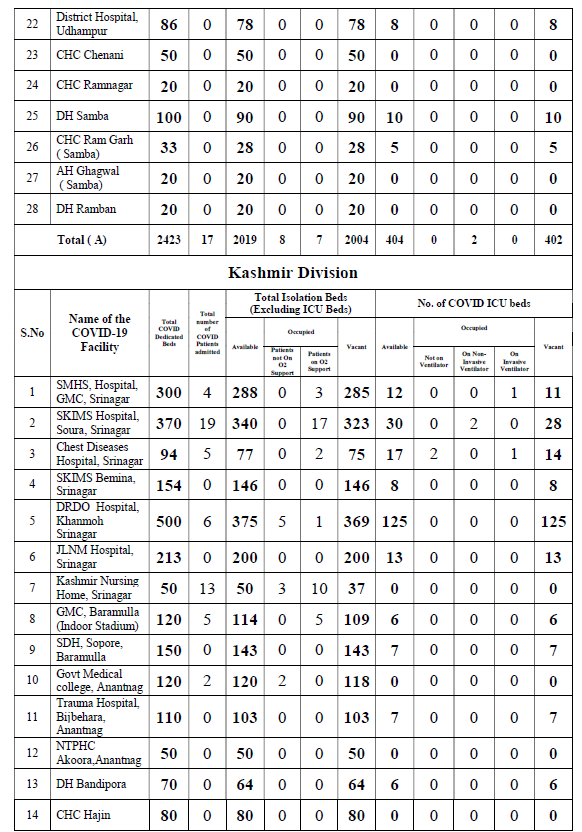 22 District Hospital, Udhampur 86 0 78 0 0 78 8 0 0 0 8
23 CHC Chenani 50 0 50 0 0 50 0 0 0 0 0
24 CHC Ramnagar 20 0 20 0 0 20 0 0 0 0 0
25 DH Samba 100 0 90 0 0 90 10 0 0 0 10
26 CHC Ram Garh ( Samba) 33 0 28 0 0 28 5 0 0 0 5
27 AH Ghagwal ( Samba) 20 0 20 0 0 20 0 0 0 0 0
28 DH Ramban 20 0 20 0 0 20 0 0 0 0 0
Total ( A) 2423 17 2019 8 7 2004 404 0 2 0 402
Kashmir Division
S.No
Name of the COVID-19 Facility
Total COVID Dedicated Beds
Total number of COVID Patients admitted
Total Isolation Beds (Excluding ICU Beds)
Available
Occupied
Patients not On O2 Support
Patients on O2 Support
Vacant
No. of COVID ICU beds
Available
Occupied
Not on Ventilator
On Non-Invasive Ventilator
On Invasive Ventilator
Vacant
1 SMHS, Hospital, GMC, Srinagar 300 4 288 0 3 285 12 0 0 1 11
2 SKIMS Hospital, Soura, Srinagar 370 19 340 0 17 323 30 0 2 0 28
3 Chest Diseases Hospital, Srinagar 94 5 77 0 2 75 17 2 0 1 14
4 SKIMS Bemina, Srinagar 154 0 146 0 0 146 8 0 0 0 8
5 DRDO Hospital, Khanmoh Srinagar 500 6 375 5 1 369 125 0 0 0 125
6 JLNM Hospital, Srinagar 213 0 200 0 0 200 13 0 0 0 13
7 Kashmir Nursing Home, Srinagar 50 13 50 3 10 37 0 0 0 0 0
8 GMC, Baramulla (Indoor Stadium) 120 5 114 0 5 109 6 0 0 0 6
9 SDH, Sopore, Baramulla 150 0 143 0 0 143 7 0 0 0 7
10 Govt Medical college, Anantnag 120 2 120 2 0 118 0 0 0 0 0
11 Trauma Hospital, Bijbehara, Anantnag 110 0 103 0 0 103 7 0 0 0 7
12 NTPHC Akoora,Anantnag 50 0 50 0 0 50 0 0 0 0 0
13 DH Bandipora 70 0 64 0 0 64 6 0 0 0 6
14 CHC Hajin 80 0 80 0 0 80 0 0 0 0 0